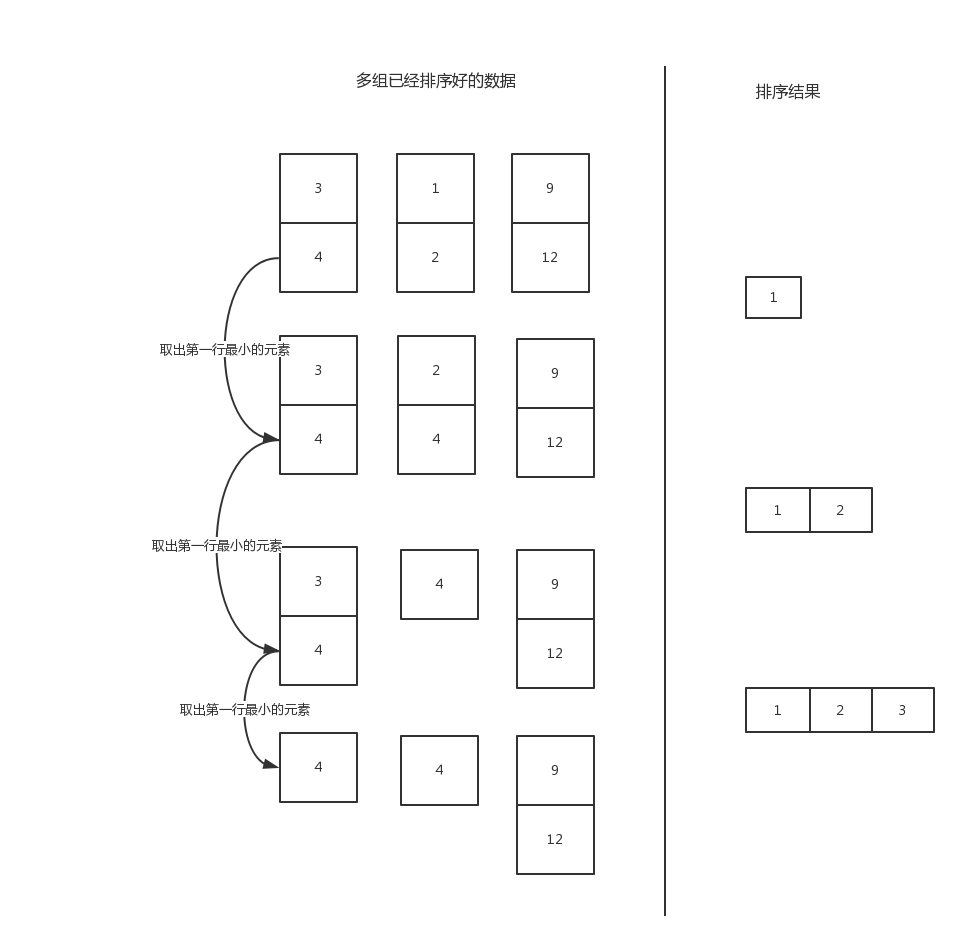 多组已经排序好的数据
排序结果
3 1 9
4 2 12
1
取出第一行最小的元素
3 2 9
4 4 12
1 2
取出第一行最小的元素
3 4 9
4 12
取出第一行最小的元素
1 2 3
4 4 9
12